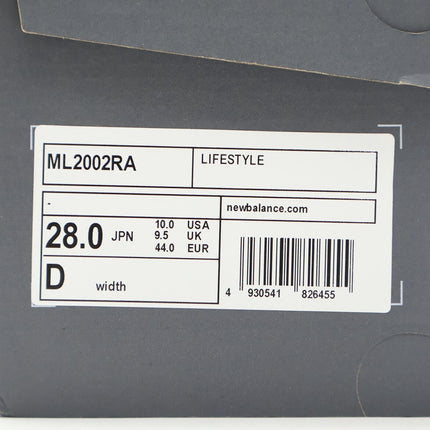 ML2002RA
LIFESTYLE
-
newbalance.com
28.0 JPN
10.0 USA
9.5 UK
44.0 EUR
D width
4 930541 826455